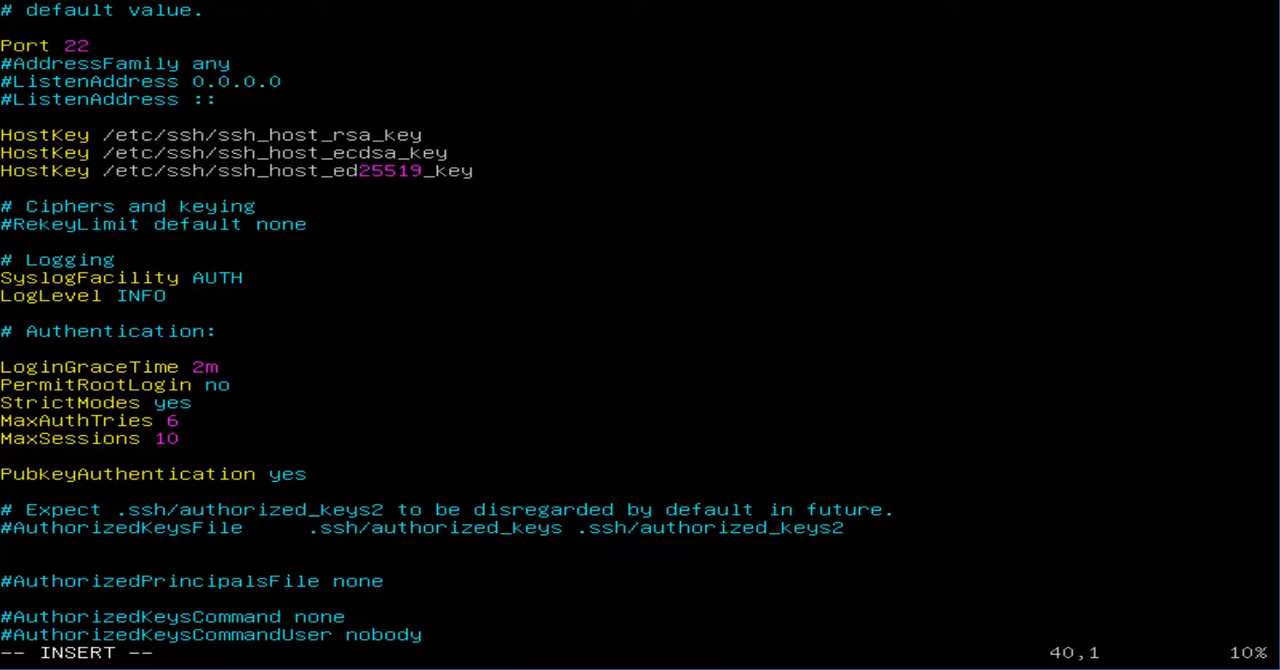 # default value.
Port 22
#AddressFamily any
#ListenAddress 0.0.0.0
#ListenAddress ::
HostKey /etc/ssh/ssh_host_rsa_key
HostKey /etc/ssh/ssh_host_ecdsa_key
HostKey /etc/ssh/ssh_host_ed25519_key
# Ciphers and keying
#RekeyLimit default none
# Logging
SyslogFacility AUTH
LogLevel INFO
# Authentication:
LoginGraceTime 2m
PermitRootLogin no
StrictModes yes
MaxAuthTries 6
MaxSessions 10
PubkeyAuthentication yes
# Expect .ssh/authorized_keys2 to be disregarded by default in future.
#AuthorizedKeysFile     .ssh/authorized_keys .ssh/authorized_keys2
#AuthorizedPrincipalsFile none
#AuthorizedKeysCommand none
#AuthorizedKeysCommandUser nobody
-- INSERT -- 40,1 10%